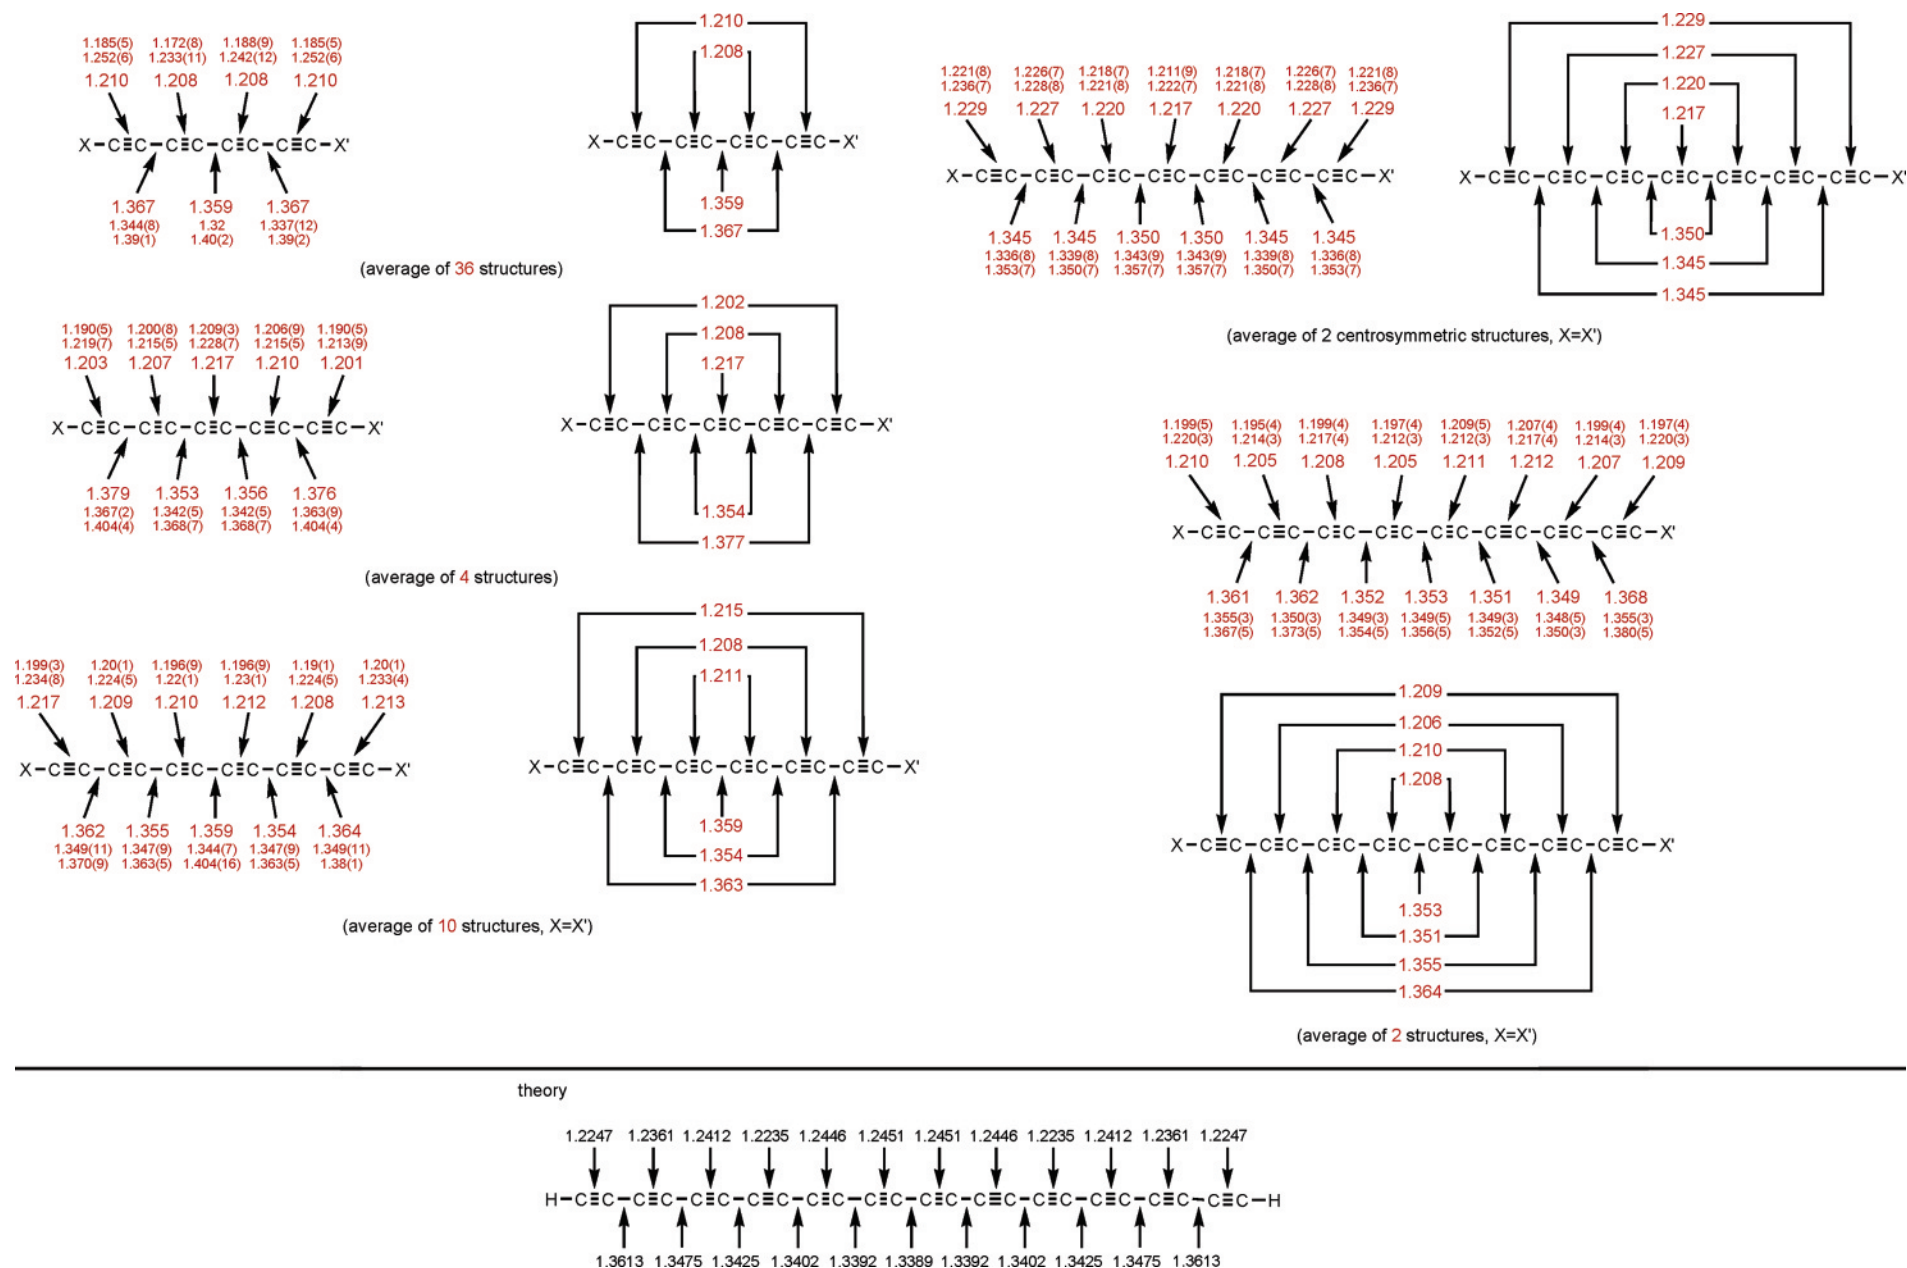 1.185(5) 1.172(8) 1.188(9) 1.185(5)
1.252(6) 1.233(11) 1.242(12) 1.252(6)
1.210 1.208 1.208 1.210
X–C≡C–C≡C–C≡C–C≡C–X'
1.367 1.359 1.367
1.344(8) 1.32 1.337(12)
1.39(1) 1.40(2) 1.39(2)
1.210
1.208
X–C≡C–C≡C–C≡C–C≡C–X'
1.359
1.367
(average of 36 structures)
1.190(5) 1.200(8) 1.209(3) 1.206(9) 1.190(5)
1.219(7) 1.215(5) 1.228(7) 1.215(5) 1.213(9)
1.203 1.207 1.217 1.210 1.201
X–C≡C–C≡C–C≡C–C≡C–C≡C–X'
1.379 1.353 1.356 1.376
1.367(2) 1.342(5) 1.342(5) 1.363(9)
1.404(4) 1.368(7) 1.368(7) 1.404(4)
1.202
1.208
1.217
X–C≡C–C≡C–C≡C–C≡C–C≡C–X'
1.354
1.377
(average of 4 structures)
1.199(3) 1.20(1) 1.196(9) 1.196(9) 1.19(1) 1.20(1)
1.234(8) 1.224(5) 1.22(1) 1.23(1) 1.224(5) 1.233(4)
1.217 1.209 1.210 1.212 1.208 1.213
X–C≡C–C≡C–C≡C–C≡C–C≡C–C≡C–X'
1.362 1.355 1.359 1.354 1.364
1.349(11) 1.347(9) 1.344(7) 1.347(9) 1.349(11)
1.370(9) 1.363(5) 1.404(16) 1.363(5) 1.38(1)
1.215
1.208
1.211
X–C≡C–C≡C–C≡C–C≡C–C≡C–C≡C–X'
1.359
1.354
1.363
(average of 10 structures, X=X')
1.221(8) 1.226(7) 1.218(7) 1.211(9) 1.218(7) 1.226(7) 1.221(8)
1.236(7) 1.228(8) 1.221(8) 1.222(7) 1.221(8) 1.228(8) 1.236(7)
1.229 1.227 1.220 1.217 1.220 1.227 1.229
X–C≡C–C≡C–C≡C–C≡C–C≡C–C≡C–C≡C–X'
1.345 1.345 1.350 1.350 1.345 1.345
1.336(8) 1.339(8) 1.343(9) 1.343(9) 1.339(8) 1.336(8)
1.353(7) 1.350(7) 1.357(7) 1.357(7) 1.350(7) 1.353(7)
1.229
1.227
1.220
1.217
X–C≡C–C≡C–C≡C–C≡C–C≡C–C≡C–C≡C–X'
1.350
1.345
1.345
(average of 2 centrosymmetric structures, X=X')
1.199(5) 1.195(4) 1.199(4) 1.197(4) 1.209(5) 1.207(4) 1.199(4) 1.197(4)
1.220(3) 1.214(3) 1.217(4) 1.212(3) 1.212(3) 1.217(4) 1.214(3) 1.220(3)
1.210 1.205 1.208 1.205 1.211 1.212 1.207 1.209
X–C≡C–C≡C–C≡C–C≡C–C≡C–C≡C–C≡C–C≡C–X'
1.361 1.362 1.352 1.353 1.351 1.349 1.368
1.355(3) 1.350(3) 1.349(3) 1.349(5) 1.349(3) 1.348(5) 1.355(3)
1.367(5) 1.373(5) 1.354(5) 1.356(5) 1.352(5) 1.350(3) 1.380(5)
1.209
1.206
1.210
1.208
X–C≡C–C≡C–C≡C–C≡C–C≡C–C≡C–C≡C–C≡C–X'
1.353
1.351
1.355
1.364
(average of 2 structures, X=X')
theory
1.2247 1.2361 1.2412 1.2235 1.2446 1.2451 1.2451 1.2446 1.2235 1.2412 1.2361 1.2247
H–C≡C–C≡C–C≡C–C≡C–C≡C–C≡C–C≡C–C≡C–C≡C–C≡C–C≡C–C≡C–H
1.3613 1.3475 1.3425 1.3402 1.3392 1.3389 1.3392 1.3402 1.3425 1.3475 1.3613